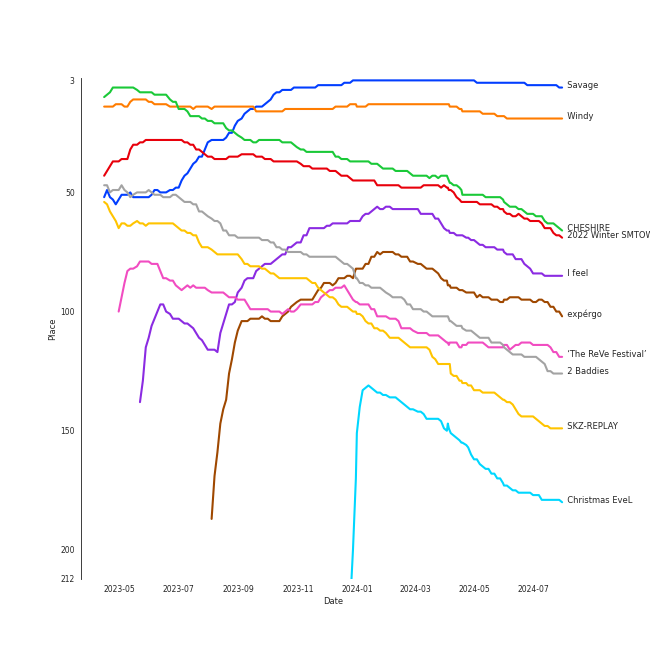 3
50
100
150
200
212
Place
2023-05
2023-07
2023-09
2023-11
2024-01
2024-03
2024-05
2024-07
Date
Savage
Windy
CHESHIRE
2022 Winter SMTOW
I feel
expérgo
'The ReVe Festival'
2 Baddies
SKZ-REPLAY
Christmas EveL